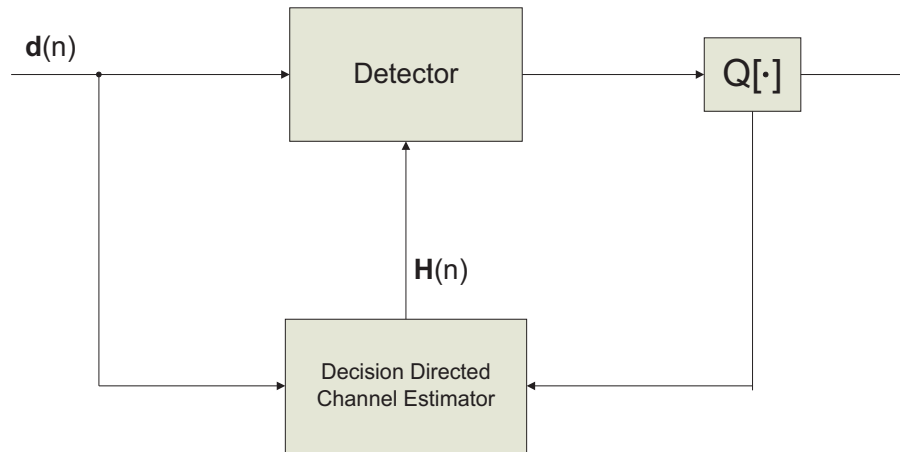 d(n)
Detector
Q[·]
H(n)
Decision Directed
Channel Estimator